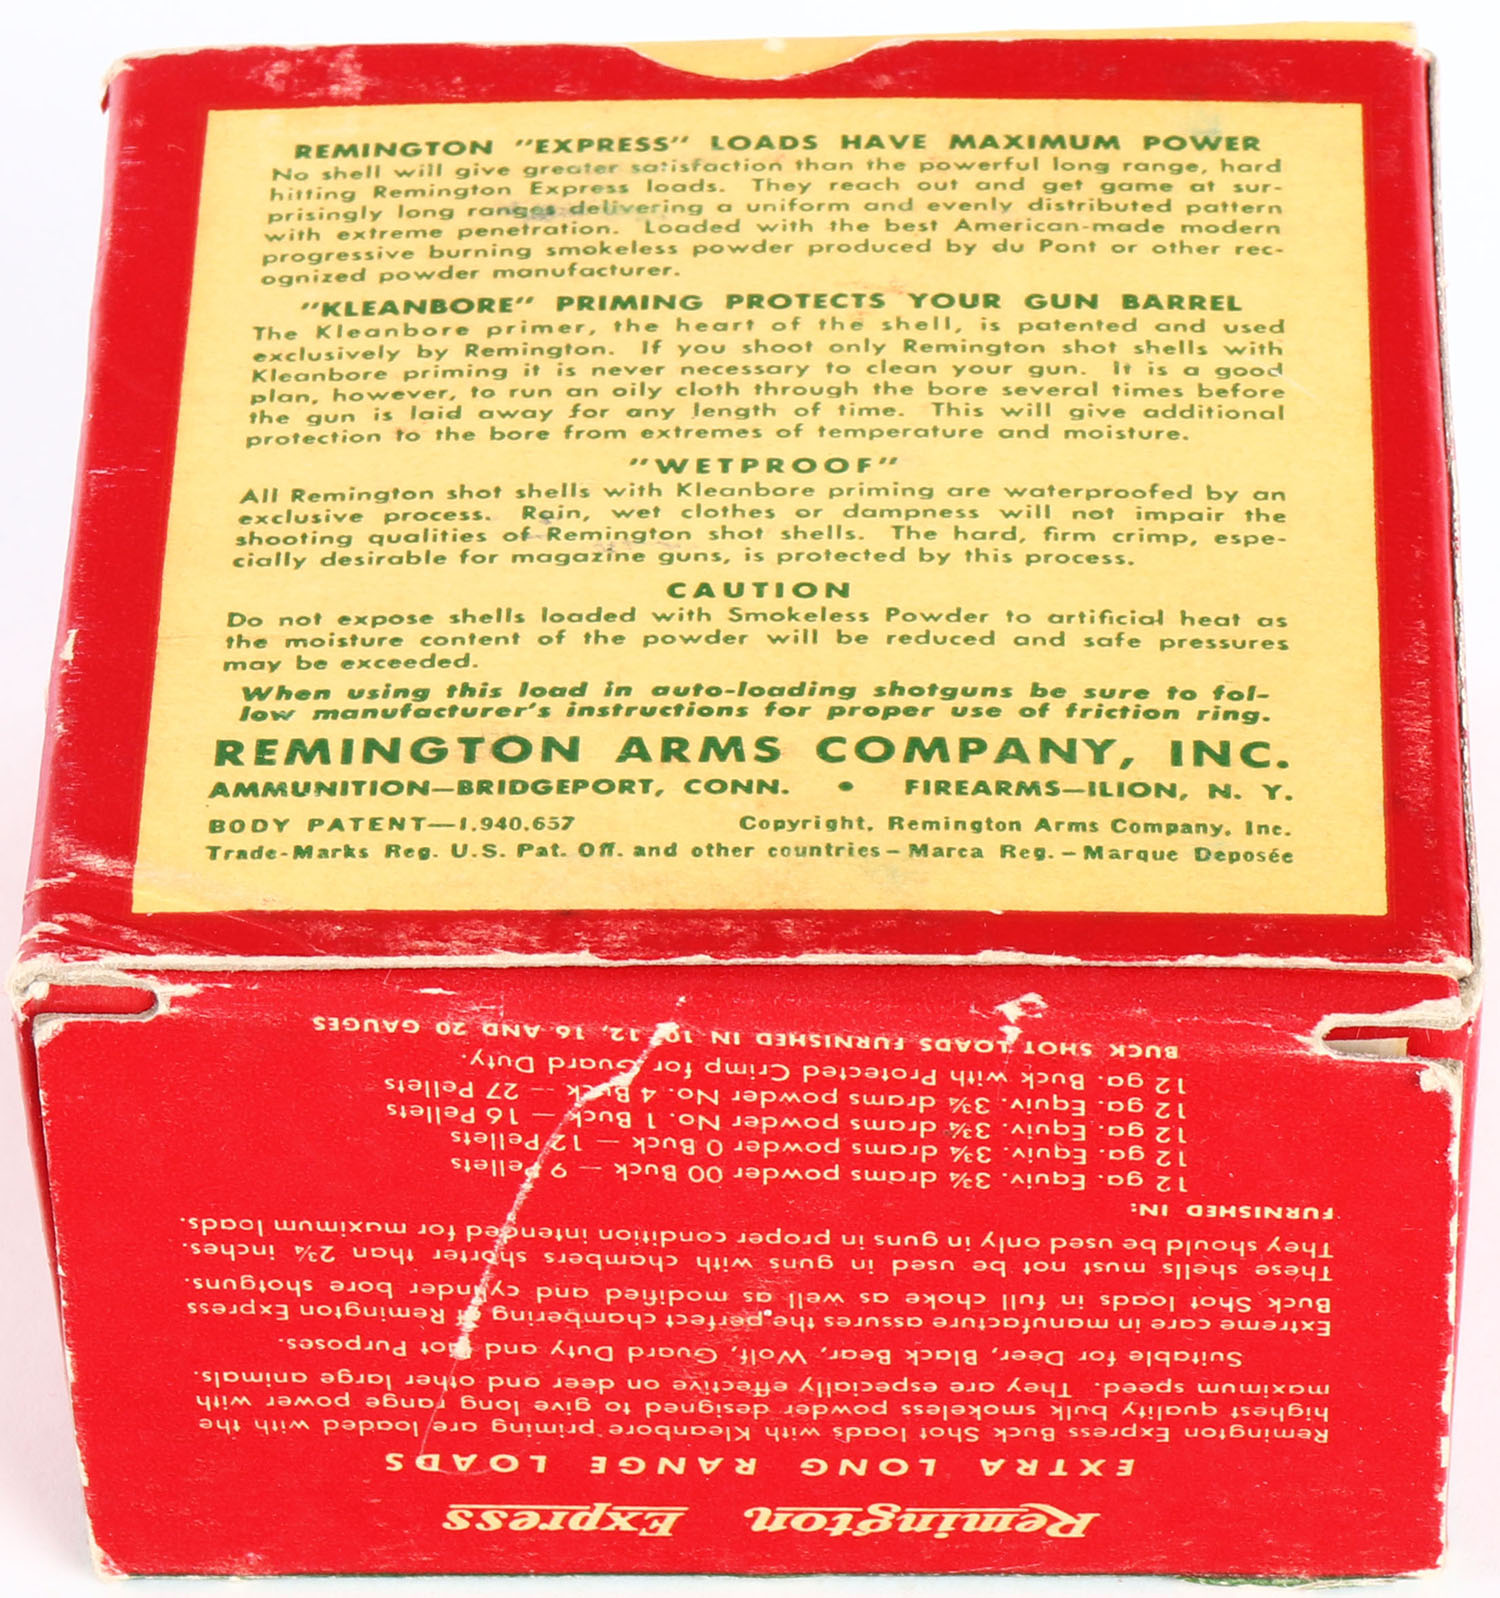 REMINGTON "EXPRESS" LOADS HAVE MAXIMUM POWER
No shell will give greater satisfaction than the powerful long range, hard
hitting Remington Express loads. They reach out and get game at sur-
prisingly long ranges delivering a uniform and evenly distributed pattern
with extreme penetration. Loaded with the best American-made modern
progressive burning smokeless powder produced by du Pont or other rec-
ognized powder manufacturer.
"KLEANBORE" PRIMING PROTECTS YOUR GUN BARREL
The Kleanbore primer, the heart of the shell, is patented and used
exclusively by Remington. If you shoot only Remington shot shells with
Kleanbore priming it is never necessary to clean your gun. It is a good
plan, however, to run an oily cloth through the bore several times before
the gun is laid away for any length of time. This will give additional
protection to the bore from extremes of temperature and moisture.
"WETPROOF"
All Remington shot shells with Kleanbore priming are waterproofed by an
exclusive process. Rain, wet clothes or dampness will not impair the
shooting qualities of Remington shot shells. The hard, firm crimp, espe-
cially desirable for magazine guns, is protected by this process.
CAUTION
Do not expose shells loaded with Smokeless Powder to artificial heat as
the moisture content of the powder will be reduced and safe pressures
may be exceeded.
When using this load in auto-loading shotguns be sure to fol-
low manufacturer's instructions for proper use of friction ring.
REMINGTON ARMS COMPANY, INC.
AMMUNITION—BRIDGEPORT, CONN. • FIREARMS—ILION, N. Y.
BODY PATENT—1,940,657 Copyright, Remington Arms Company, Inc.
Trade-Marks Reg. U.S. Pat. Off. and other countries – Marca Reg. – Marque Deposée
Remington Express
EXTRA LONG RANGE LOADS
Remington Express Buck Shot loads with Kleanbore priming are loaded with the
highest quality bulk smokeless powder designed to give long range power with
maximum speed. They are especially effective on deer and other large animals.
Suitable for Deer, Black Bear, Wolf, Guard Duty and Riot Purposes.
Extreme care in manufacture assures the perfect chambering of Remington Express
Buck Shot loads in full choke as well as modified and cylinder bore shotguns.
These shells must not be used in guns with chambers shorter than 2¾ inches.
They should be used only in guns in proper condition intended for maximum loads.
FURNISHED IN:
12 ga. Equiv. 3¾ drams powder 00 Buck — 9 Pellets
12 ga. Equiv. 3¾ drams powder 0 Buck — 12 Pellets
12 ga. Equiv. 3¾ drams powder No. 1 Buck — 16 Pellets
12 ga. Equiv. 3¾ drams powder No. 4 Buck — 27 Pellets
12 ga. Buck with Protected Crimp for Guard Duty.
BUCK SHOT LOADS FURNISHED IN 10, 12, 16 AND 20 GAUGES